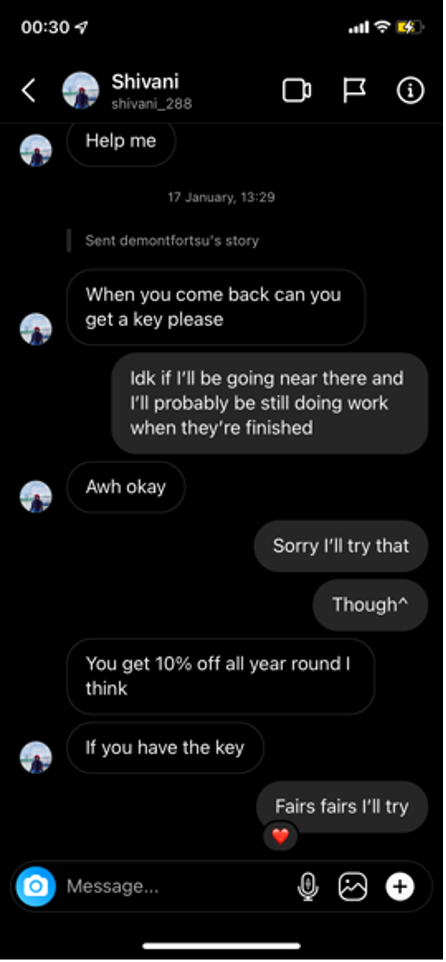 00:30
Shivani
shivani_288
Help me
17 January, 13:29
Sent demontfortsu's story
When you come back can you
get a key please
Idk if I'll be going near there and
I'll probably be still doing work
when they're finished
Awh okay
Sorry I'll try that
Though^
You get 10% off all year round I
think
If you have the key
Fairs fairs I'll try
Message...